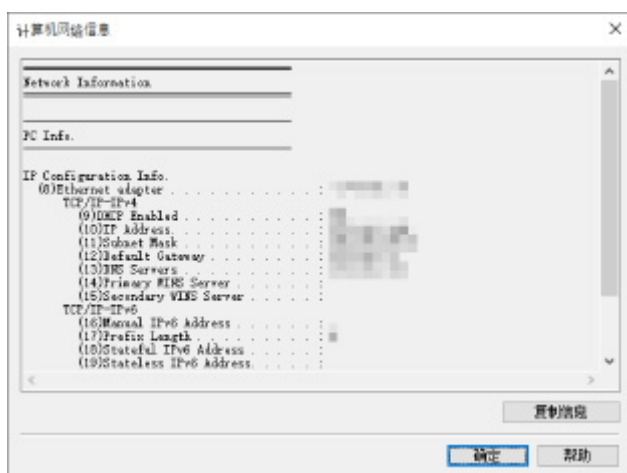 计算机网络信息
Network Information
PC Info.
IP Configuration Info.
(8)Ethernet adapter . . . . . . . . . . . . . :
TCP/IP-IPv4
(9)DHCP Enabled . . . . . . . . . . . :
(10)IP Address. . . . . . . . . . . . :
(11)Subnet Mask . . . . . . . . . . . :
(12)Default Gateway . . . . . . . . . :
(13)DNS Servers . . . . . . . . . . . :
(14)Primary WINS Server . . . . . . . :
(15)Secondary WINS Server . . . . . . :
TCP/IP-IPv6
(16)Manual IPv6 Address . . . . . . . :
(17)Prefix Length. . . . . . . . . . . :
(18)Stateful IPv6 Address . . . . . . :
(19)Stateless IPv6 Address. . . . . . :
复制信息
确定
帮助